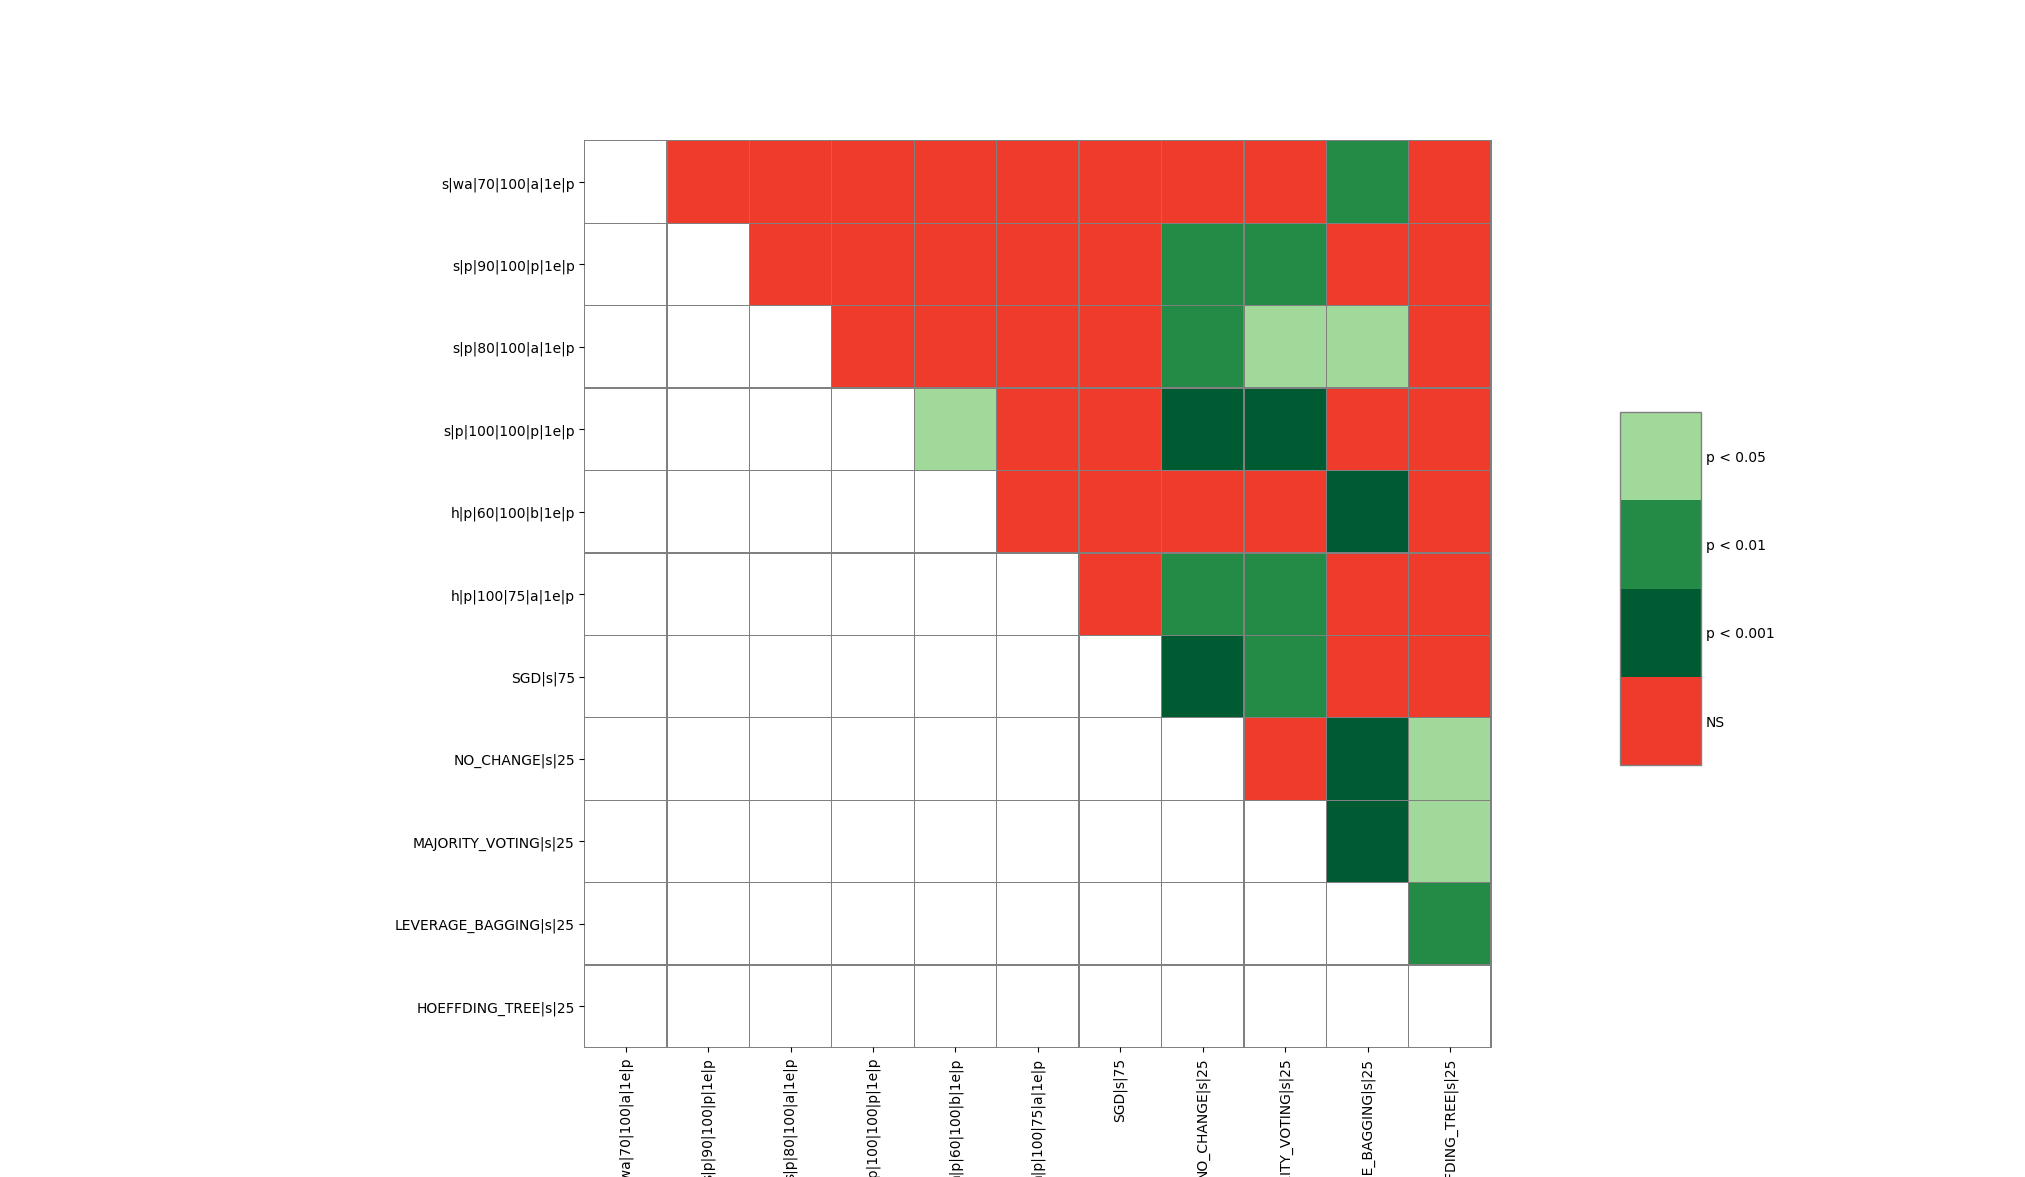 s|wa|70|100|a|1e|p
s|p|90|100|p|1e|p
s|p|80|100|a|1e|p
s|p|100|100|p|1e|p
h|p|60|100|b|1e|p
h|p|100|75|a|1e|p
SGD|s|75
NO_CHANGE|s|25
MAJORITY_VOTING|s|25
LEVERAGE_BAGGING|s|25
HOEFFDING_TREE|s|25
p < 0.05
p < 0.01
p < 0.001
NS
wa|70|100|a|1e|p
|p|90|100|p|1e|p
s|p|80|100|a|1e|p
p|100|100|p|1e|p
|p|60|100|b|1e|p
|p|100|75|a|1e|p
SGD|s|75
NO_CHANGE|s|25
ITY_VOTING|s|25
E_BAGGING|s|25
FDING_TREE|s|25